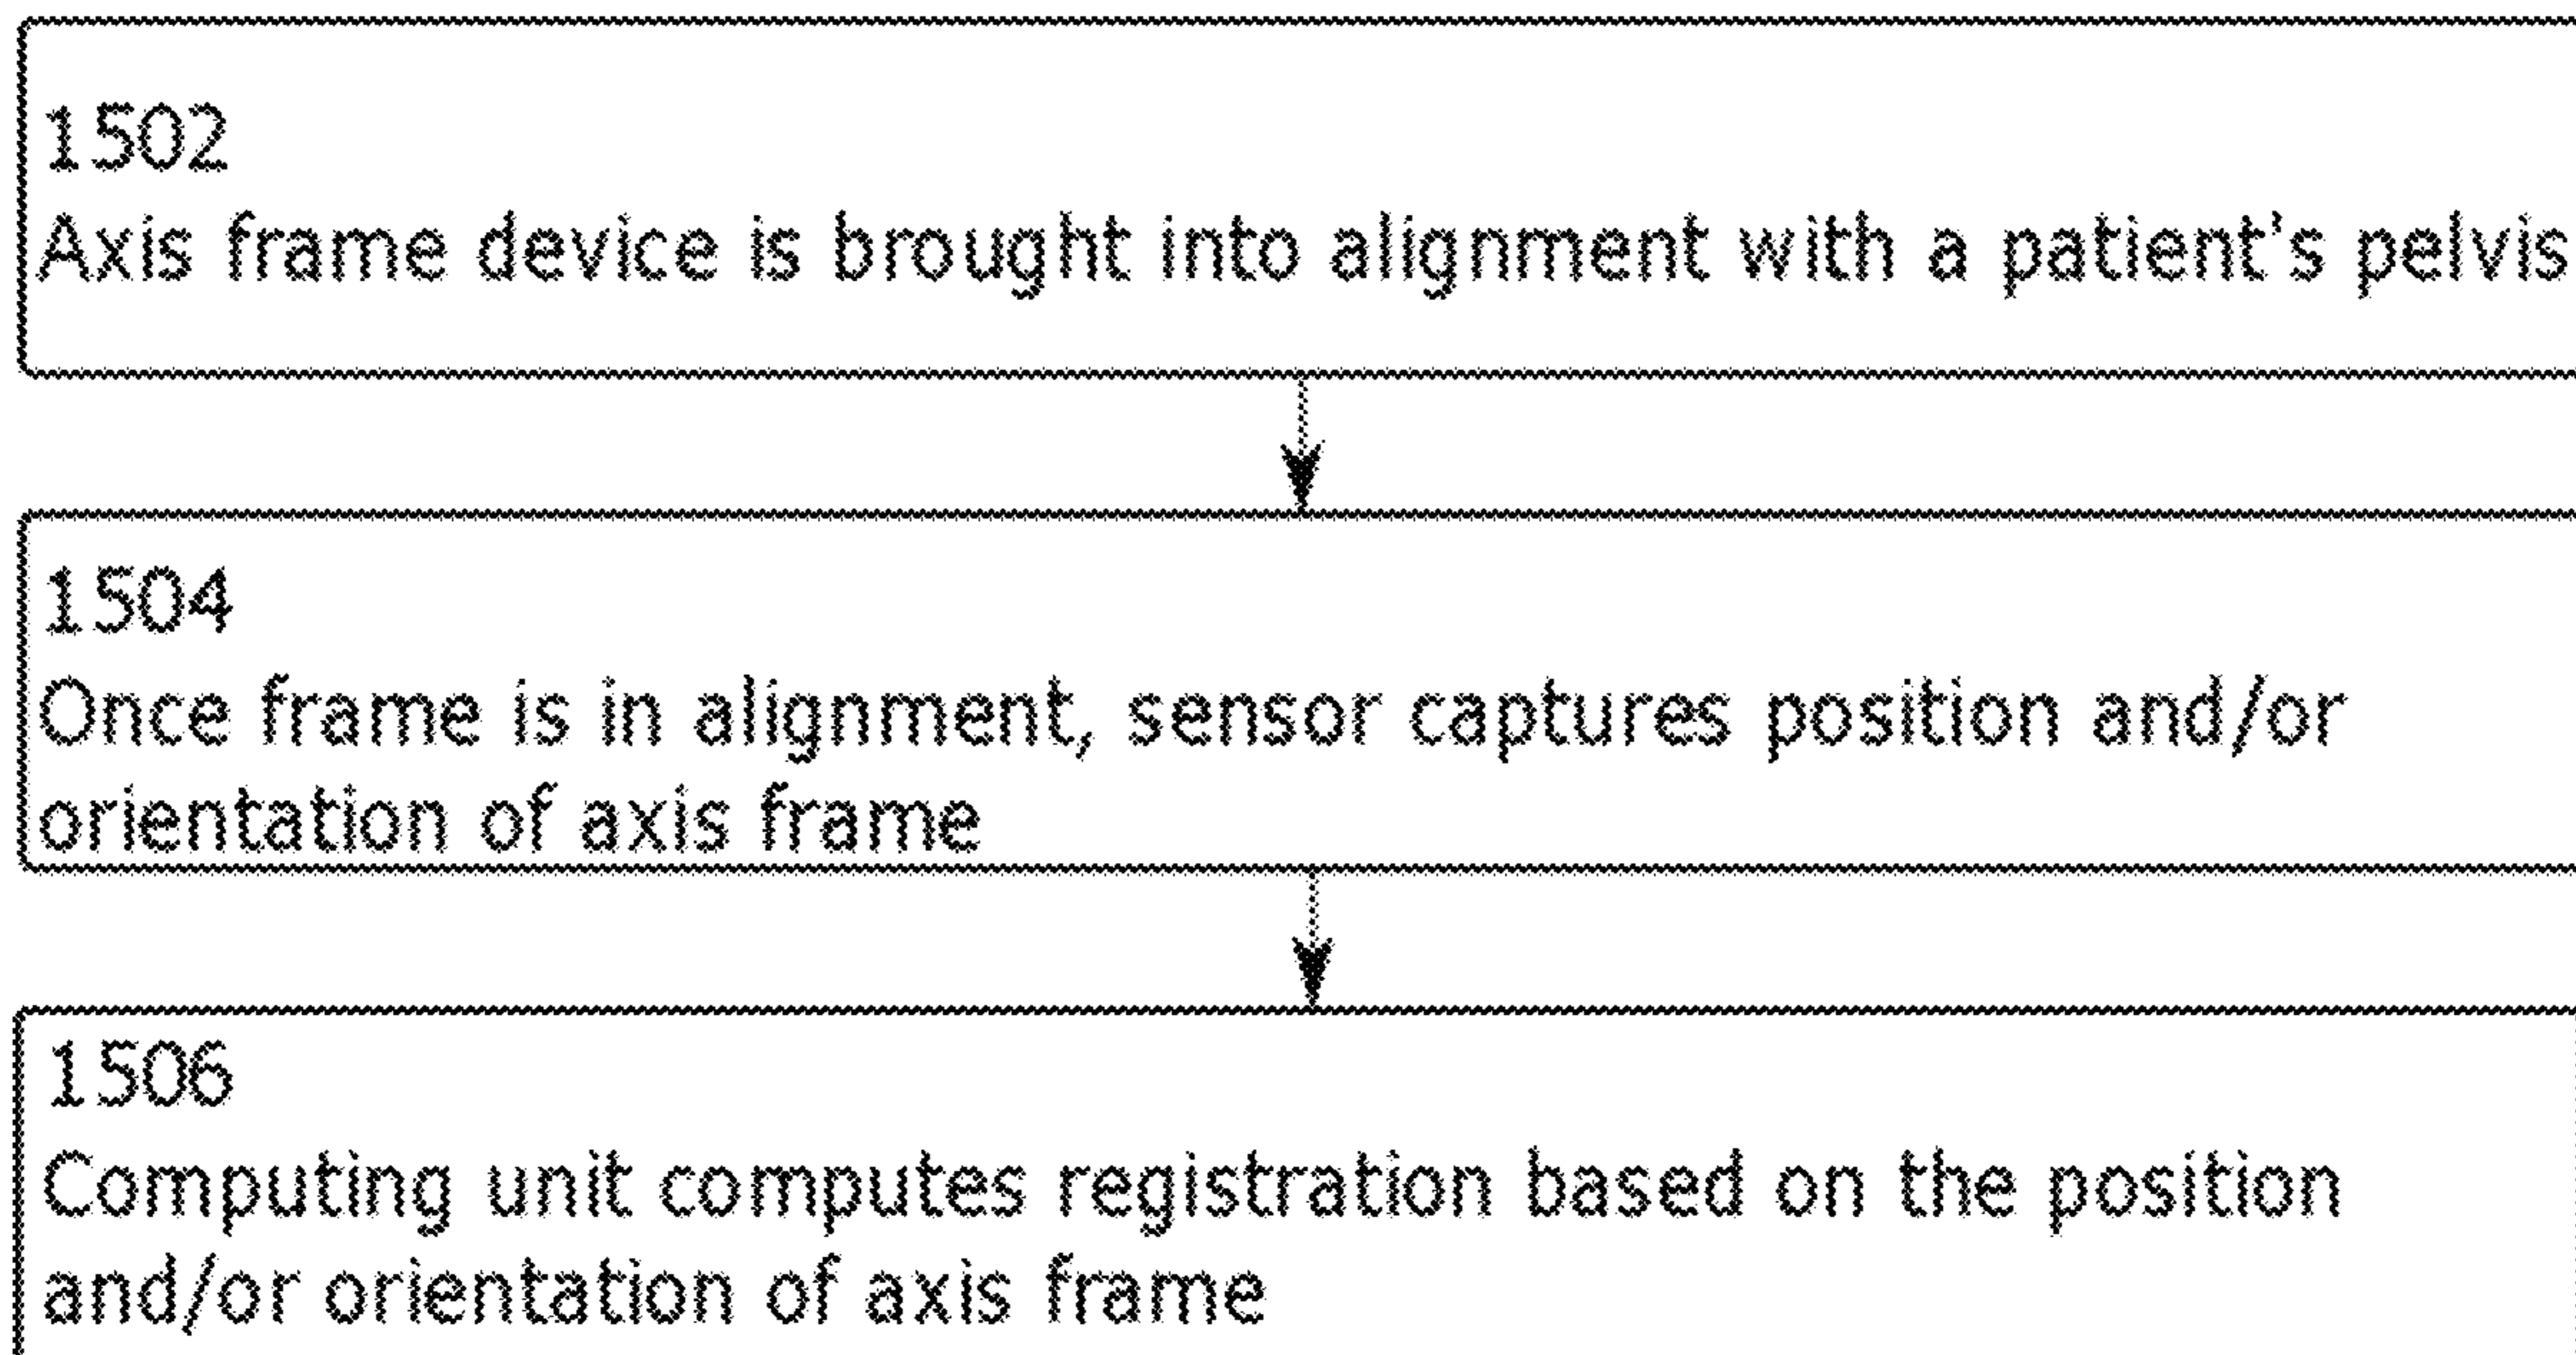 1502
Axis frame device is brought into alignment with a patient's pelvis
1504
Once frame is in alignment, sensor captures position and/or
orientation of axis frame
1506
Computing unit computes registration based on the position
and/or orientation of axis frame